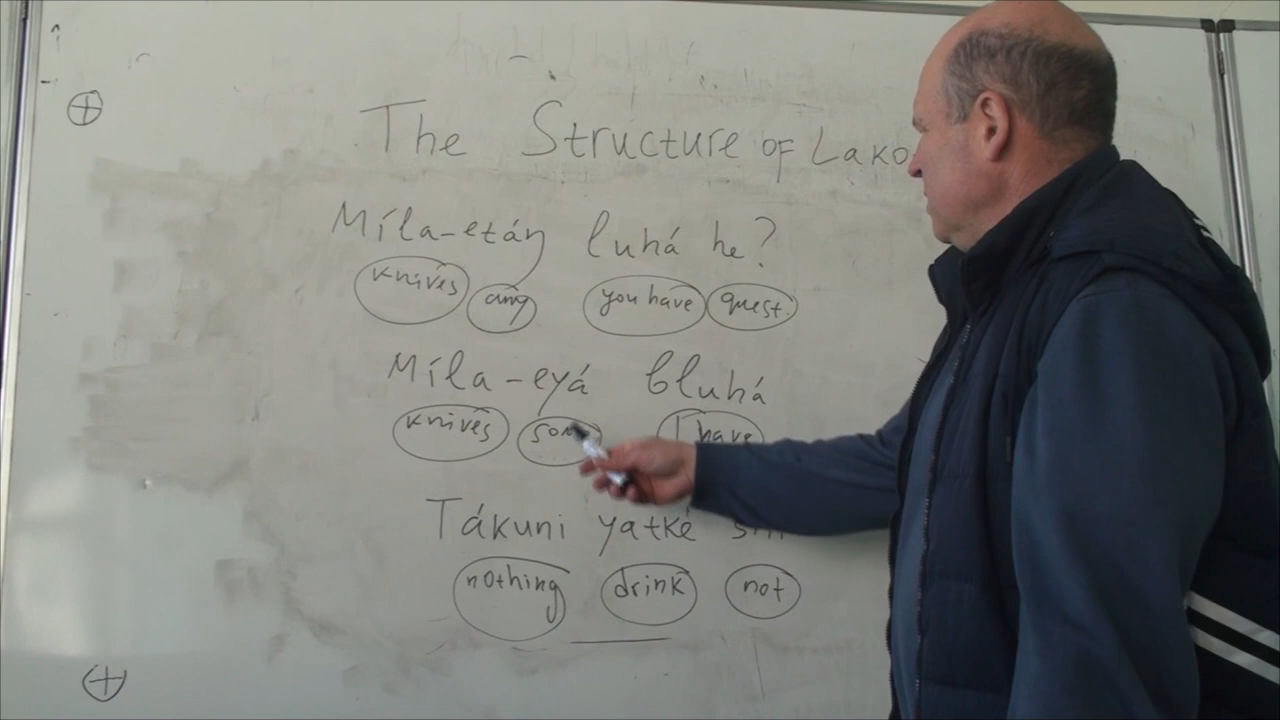 The Structure of Lako
Míla-etáŋ luhá he?
knives any you have quest.
Míla-eyá bluhá
knives som I have
Tákuni yatké
nothing drink not